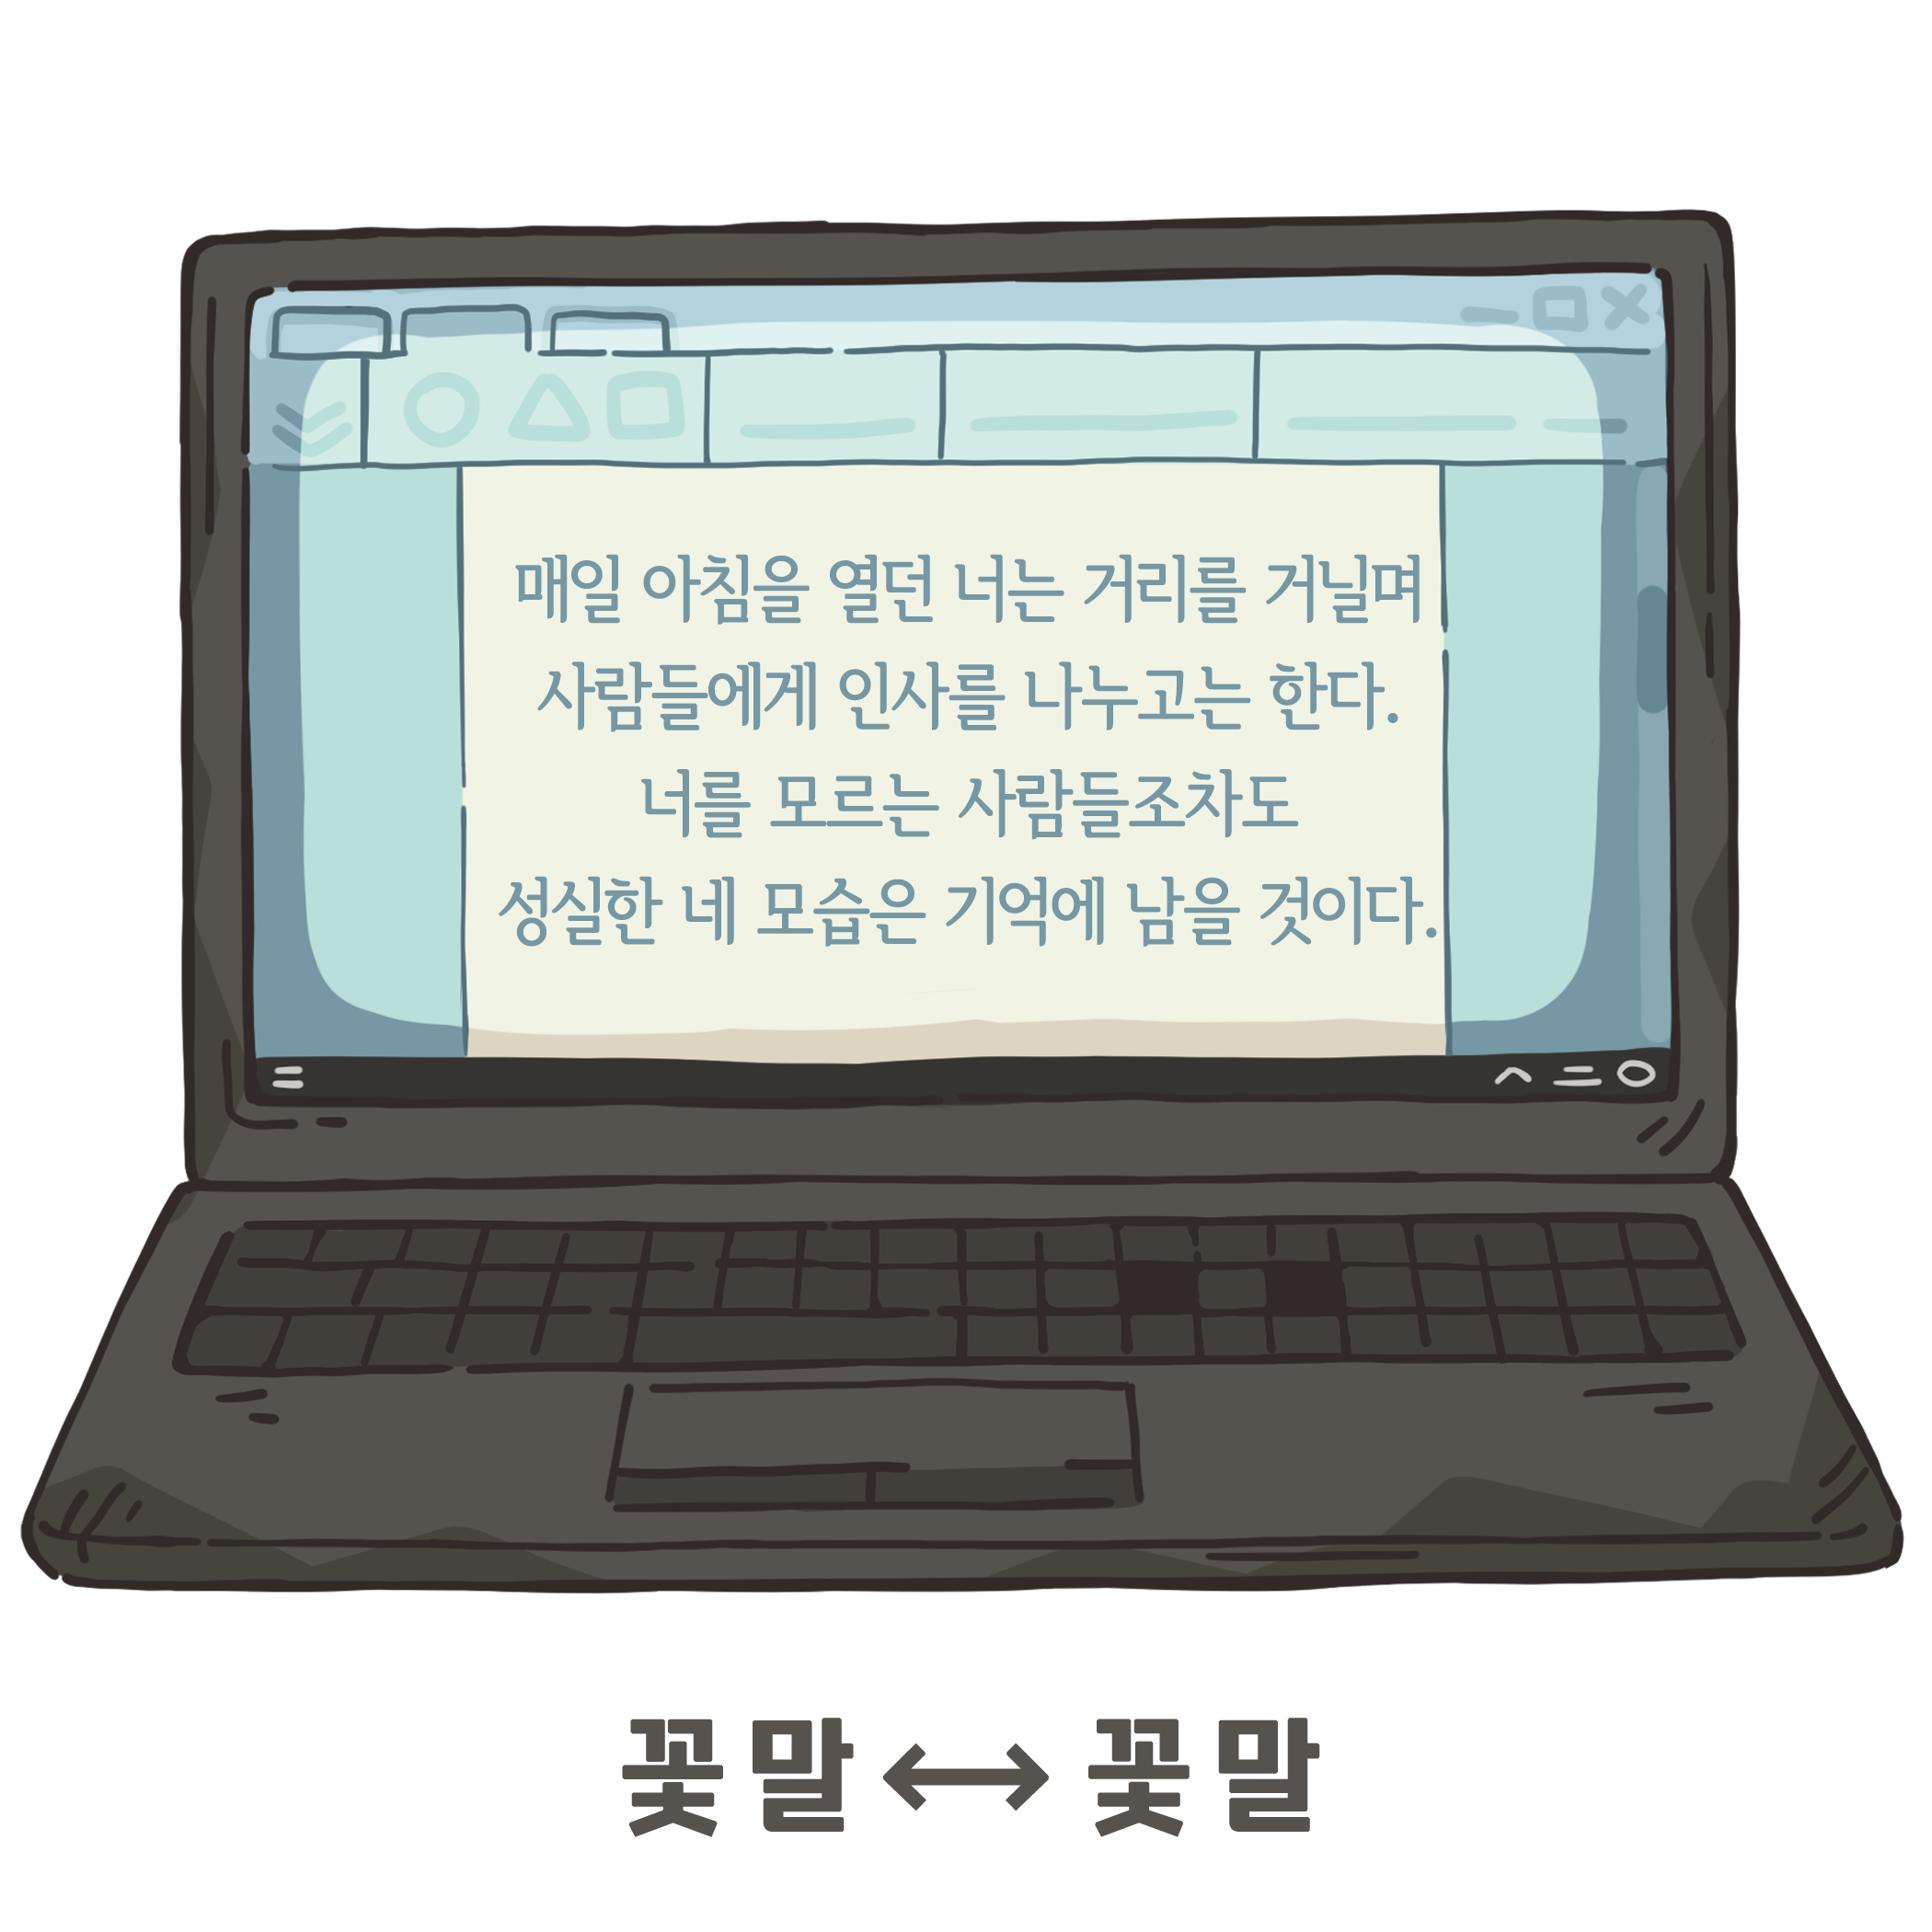 매일 아침을 열던 너는 거리를 거닐며
사람들에게 인사를 나누고는 한다.
너를 모르는 사람들조차도
성실한 네 모습은 기억에 남을 것이다.
꽃말↔꽃말